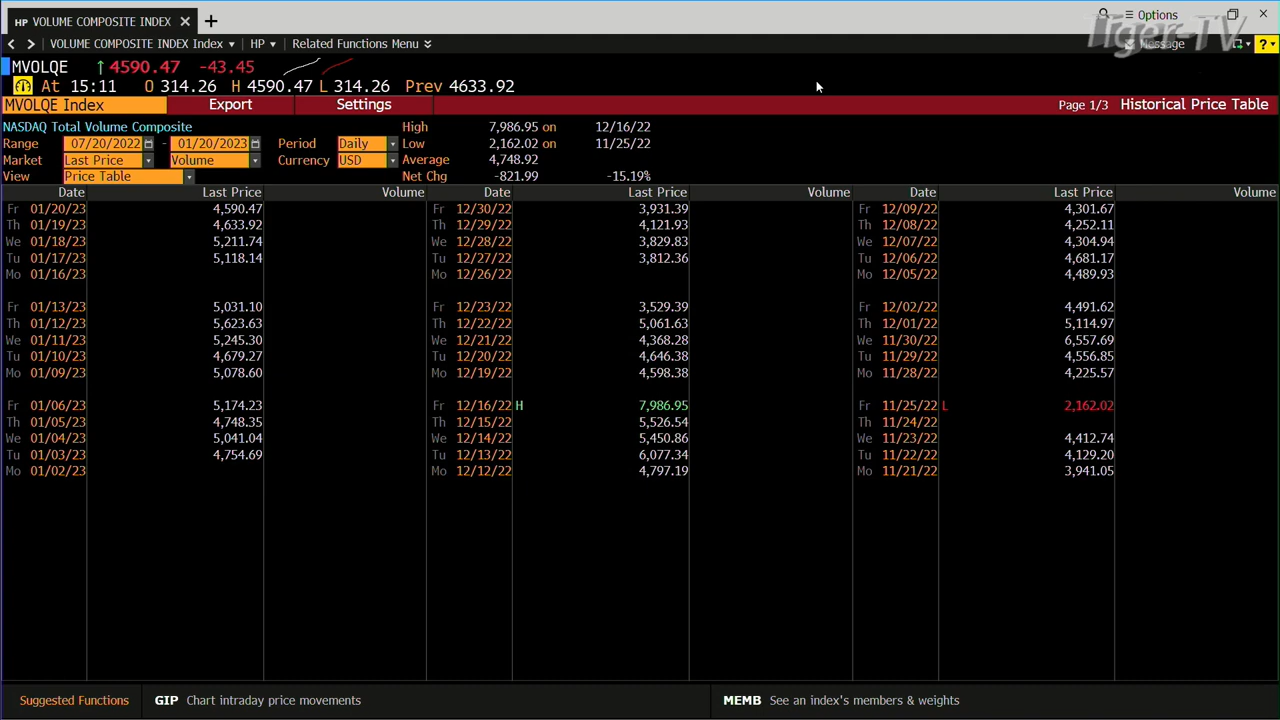 HP VOLUME COMPOSITE INDEX × +
Options
VOLUME COMPOSITE INDEX Index HP Related Functions Menu
Message
?
Tiger-TV
MVOLQE ↑ 4590.47 -43.45
At 15:11 O 314.26 H 4590.47 L 314.26 Prev 4633.92
MVOLQE Index Export Settings Page 1/3 Historical Price Table
NASDAQ Total Volume Composite High 7,986.95 on 12/16/22
Range 07/20/2022 - 01/20/2023 Period Daily Low 2,162.02 on 11/25/22
Market Last Price Volume Currency USD Average 4,748.92
View Price Table Net Chg -821.99 -15.19%
Date Last Price Volume Date Last Price Volume Date Last Price Volume
Fr 01/20/23 4,590.47 Fr 12/30/22 3,931.39 Fr 12/09/22 4,301.67
Th 01/19/23 4,633.92 Th 12/29/22 4,121.93 Th 12/08/22 4,252.11
We 01/18/23 5,211.74 We 12/28/22 3,829.83 We 12/07/22 4,304.94
Tu 01/17/23 5,118.14 Tu 12/27/22 3,812.36 Tu 12/06/22 4,681.17
Mo 01/16/23 Mo 12/26/22 Mo 12/05/22 4,489.93
Fr 01/13/23 5,031.10 Fr 12/23/22 3,529.39 Fr 12/02/22 4,491.62
Th 01/12/23 5,623.63 Th 12/22/22 5,061.63 Th 12/01/22 5,114.97
We 01/11/23 5,245.30 We 12/21/22 4,368.28 We 11/30/22 6,557.69
Tu 01/10/23 4,679.27 Tu 12/20/22 4,646.38 Tu 11/29/22 4,556.85
Mo 01/09/23 5,078.60 Mo 12/19/22 4,598.38 Mo 11/28/22 4,225.57
Fr 01/06/23 5,174.23 Fr 12/16/22 H 7,986.95 Fr 11/25/22 L 2,162.02
Th 01/05/23 4,748.35 Th 12/15/22 5,526.54 Th 11/24/22
We 01/04/23 5,041.04 We 12/14/22 5,450.86 We 11/23/22 4,412.74
Tu 01/03/23 4,754.69 Tu 12/13/22 6,077.34 Tu 11/22/22 4,129.20
Mo 01/02/23 Mo 12/12/22 4,797.19 Mo 11/21/22 3,941.05
Suggested Functions GIP Chart intraday price movements MEMB See an index's members & weights